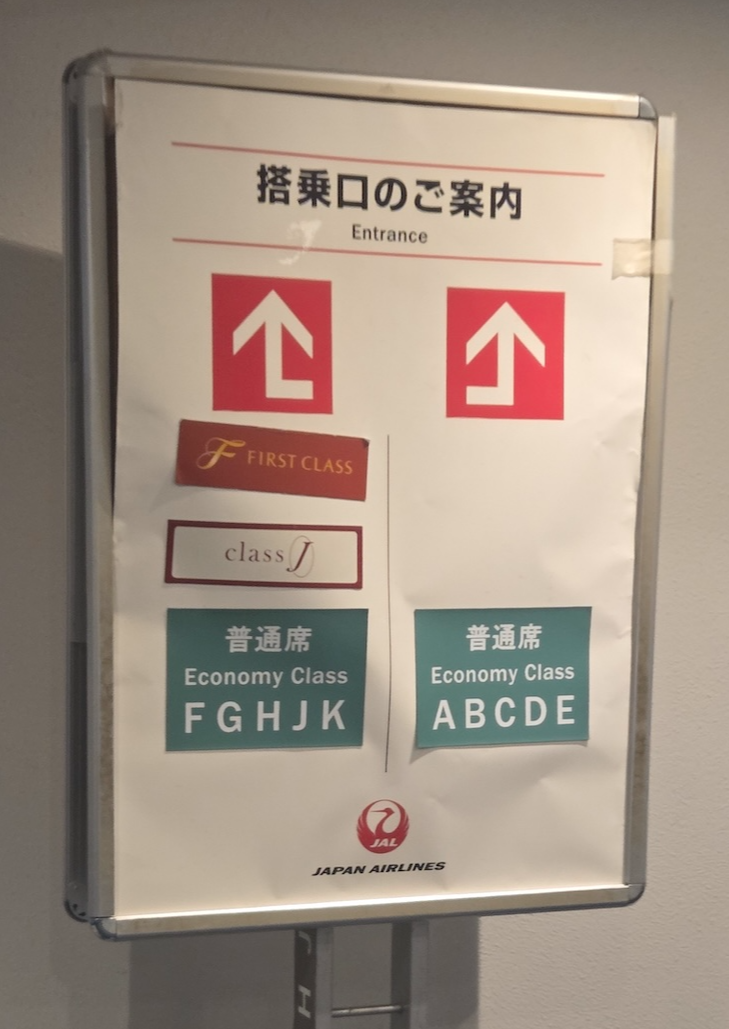 搭乗口のご案内
Entrance
F FIRST CLASS
class J
普通席
Economy Class
FGHJK
普通席
Economy Class
ABCDE
JAL
JAPAN AIRLINES